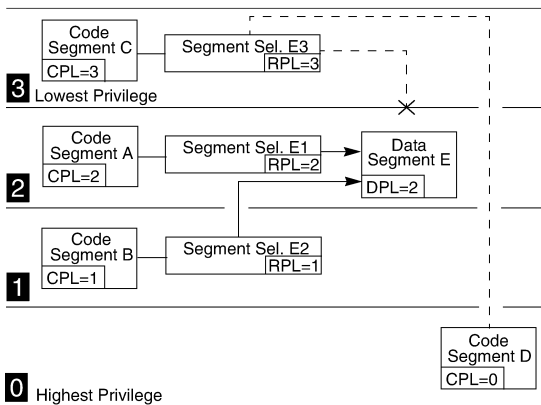 Code
Segment C
CPL=3
Segment Sel. E3
RPL=3
3 Lowest Privilege
Code
Segment A
CPL=2
Segment Sel. E1
RPL=2
Data
Segment E
DPL=2
2
Code
Segment B
CPL=1
Segment Sel. E2
RPL=1
1
Code
Segment D
CPL=0
0 Highest Privilege